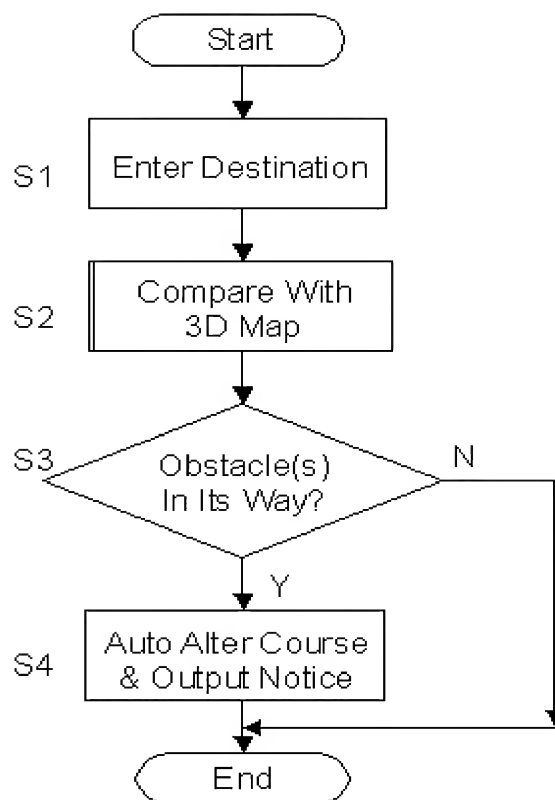 Start
S1
Enter Destination
S2
Compare With
3D Map
S3
Obstacle(s)
In Its Way?
N
Y
S4
Auto Alter Course
& Output Notice
End